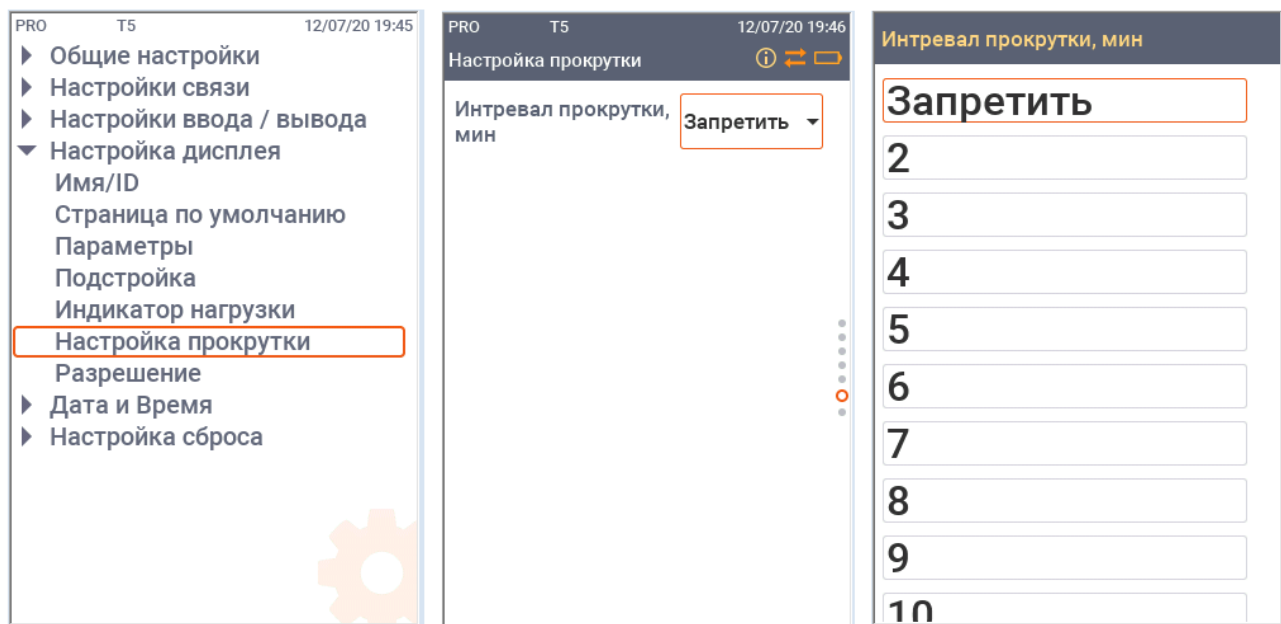 PRO T5 12/07/20 19:45
Общие настройки
Настройки связи
Настройки ввода / вывода
Настройка дисплея
Имя/ID
Страница по умолчанию
Параметры
Подстройка
Индикатор нагрузки
Настройка прокрутки
Разрешение
Дата и Время
Настройка сброса
PRO T5 12/07/20 19:46
Настройка прокрутки
Интревал прокрутки,
мин
Запретить
Интревал прокрутки, мин
Запретить
2
3
4
5
6
7
8
9
10